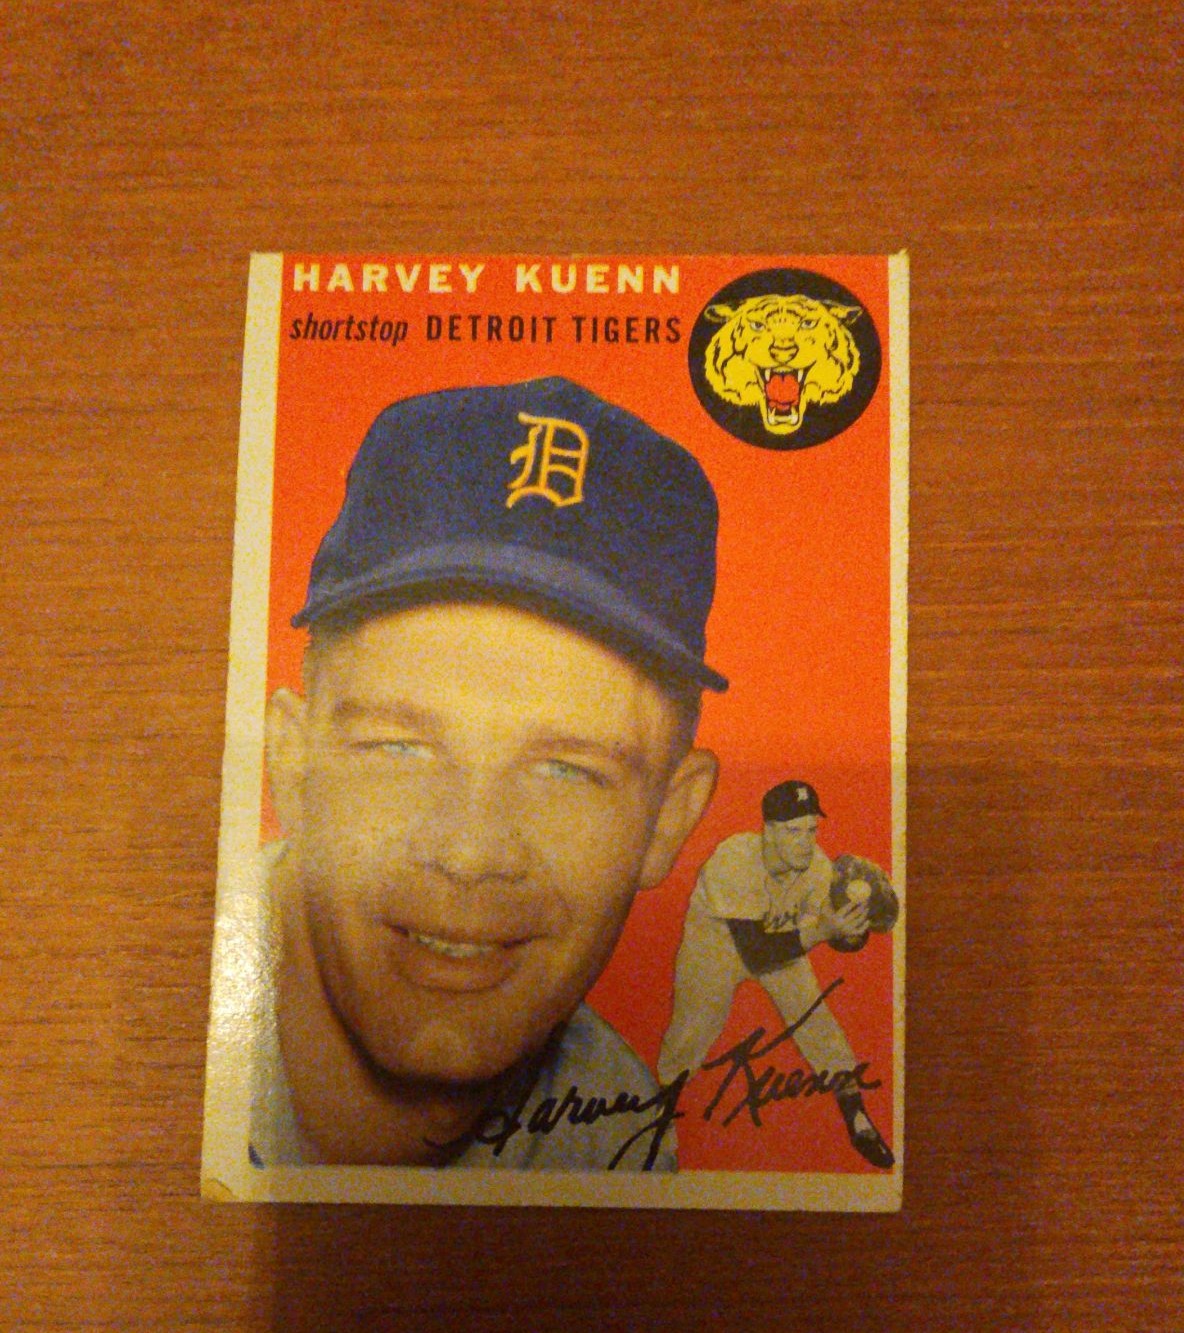 HARVEY KUENN
shortstop DETROIT TIGERS
D
D
Harvey Kuenn